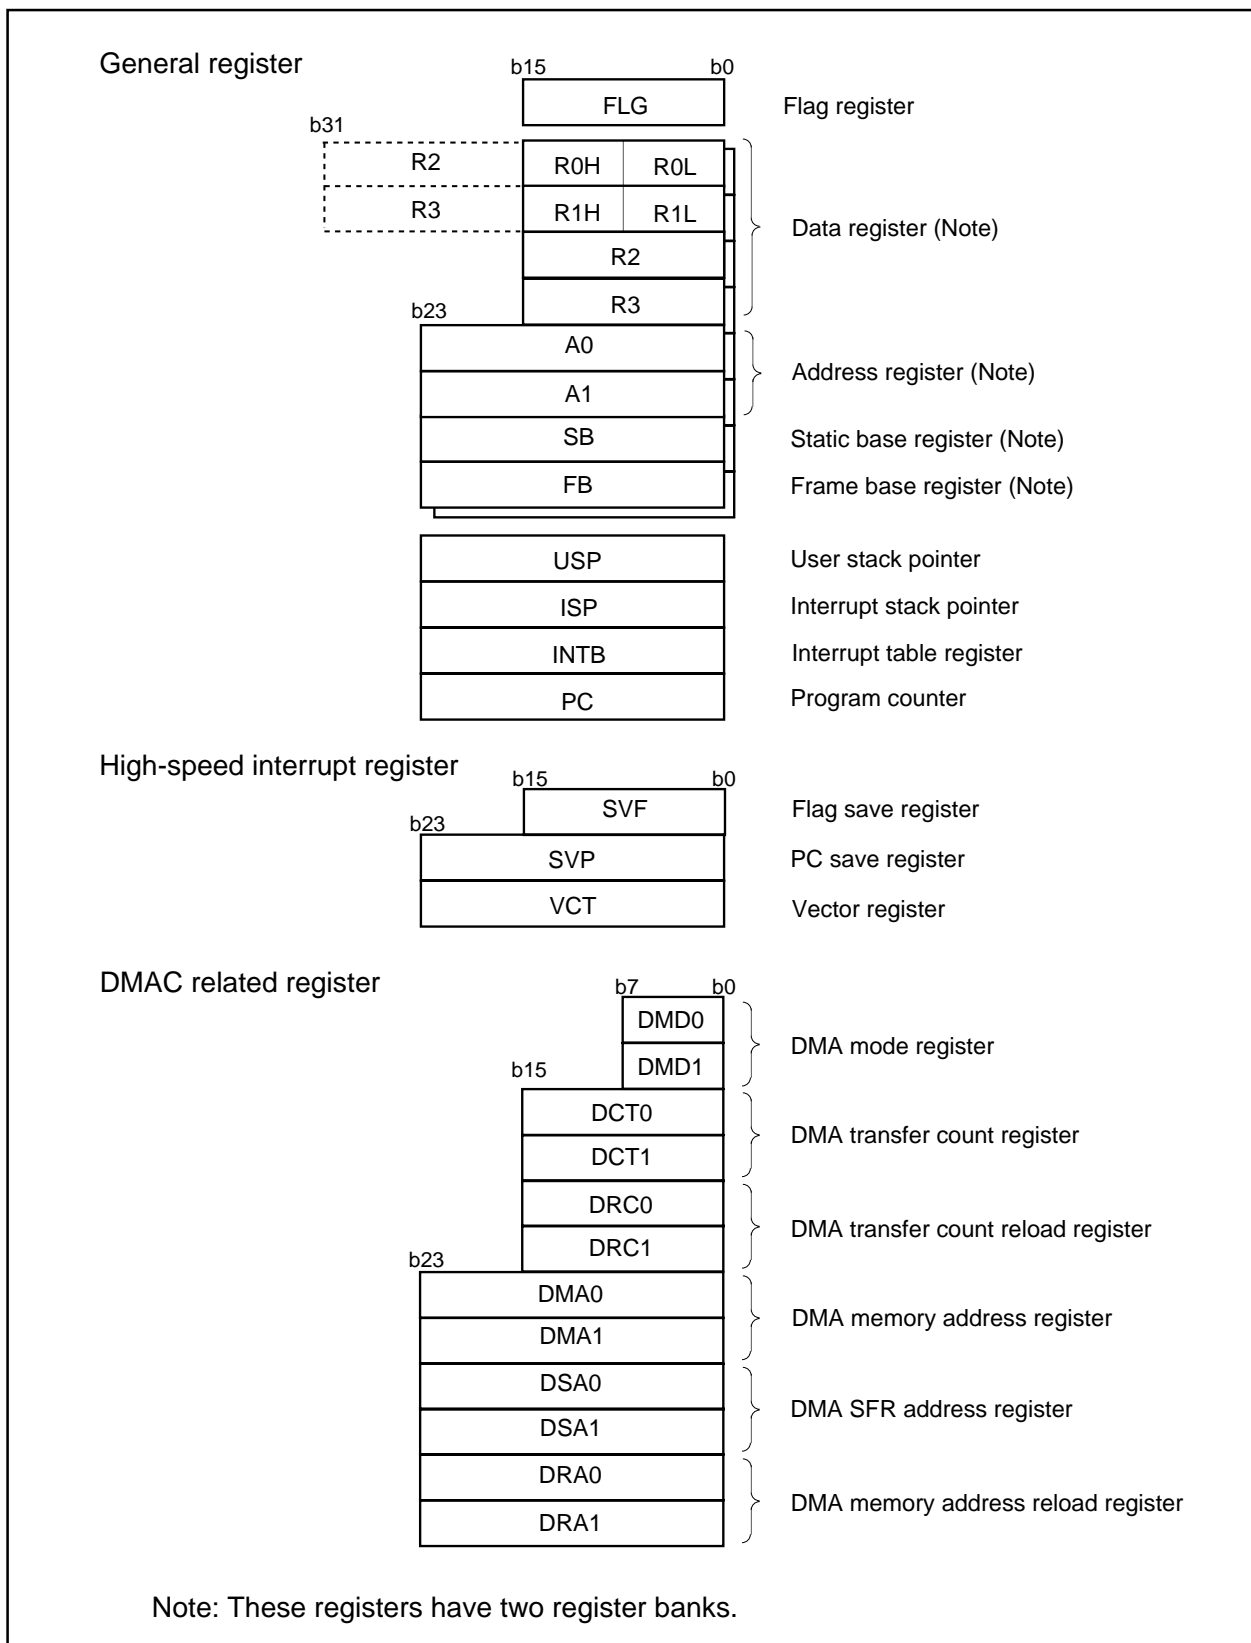 General register
b15 b0
FLG Flag register
b31
R2 R0H R0L
R3 R1H R1L
Data register (Note)
R2
R3
b23
A0
Address register (Note)
A1
SB Static base register (Note)
FB Frame base register (Note)
USP User stack pointer
ISP Interrupt stack pointer
INTB Interrupt table register
PC Program counter
High-speed interrupt register
b15 b0
SVF Flag save register
b23
SVP PC save register
VCT Vector register
DMAC related register
b7 b0
DMD0
DMA mode register
DMD1
b15
DCT0
DMA transfer count register
DCT1
DRC0
DMA transfer count reload register
DRC1
b23
DMA0
DMA memory address register
DMA1
DSA0
DMA SFR address register
DSA1
DRA0
DMA memory address reload register
DRA1
Note: These registers have two register banks.